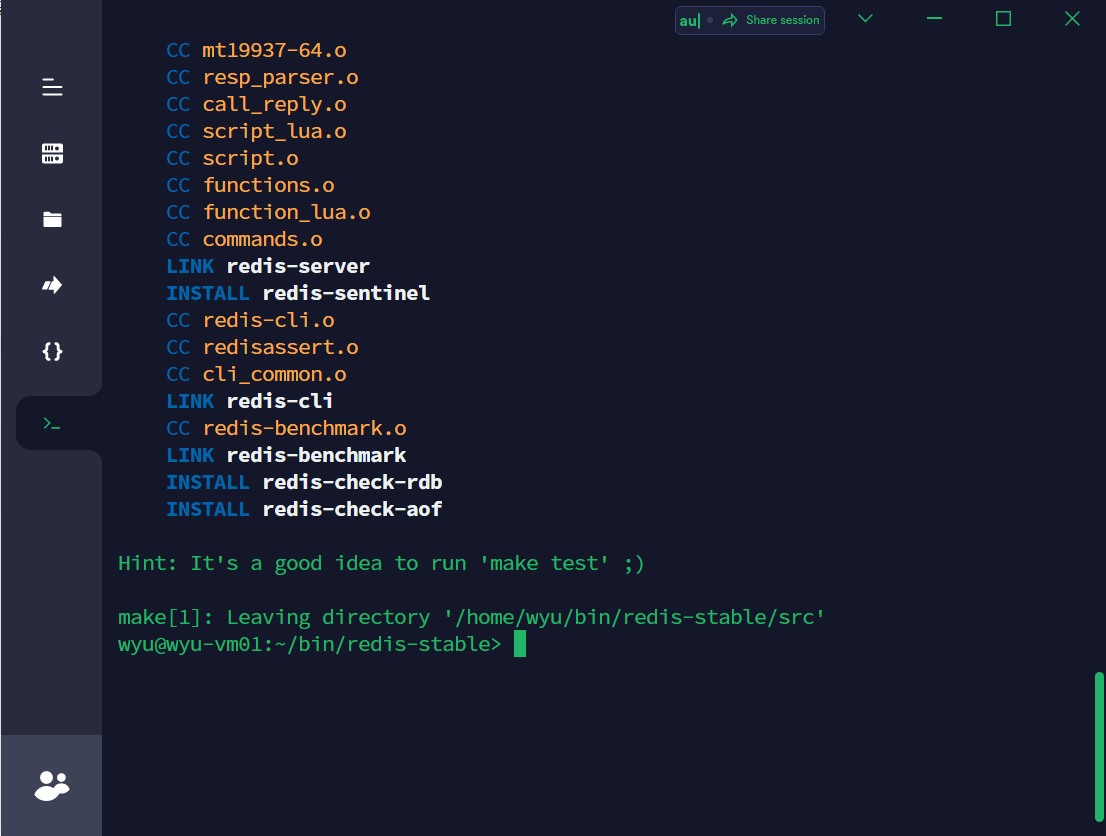 au| Share session
CC mt19937-64.o
CC resp_parser.o
CC call_reply.o
CC script_lua.o
CC script.o
CC functions.o
CC function_lua.o
CC commands.o
LINK redis-server
INSTALL redis-sentinel
CC redis-cli.o
CC redisassert.o
CC cli_common.o
LINK redis-cli
CC redis-benchmark.o
LINK redis-benchmark
INSTALL redis-check-rdb
INSTALL redis-check-aof
Hint: It's a good idea to run 'make test' ;)
make[1]: Leaving directory '/home/wyu/bin/redis-stable/src'
wyu@wyu-vm01:~/bin/redis-stable>